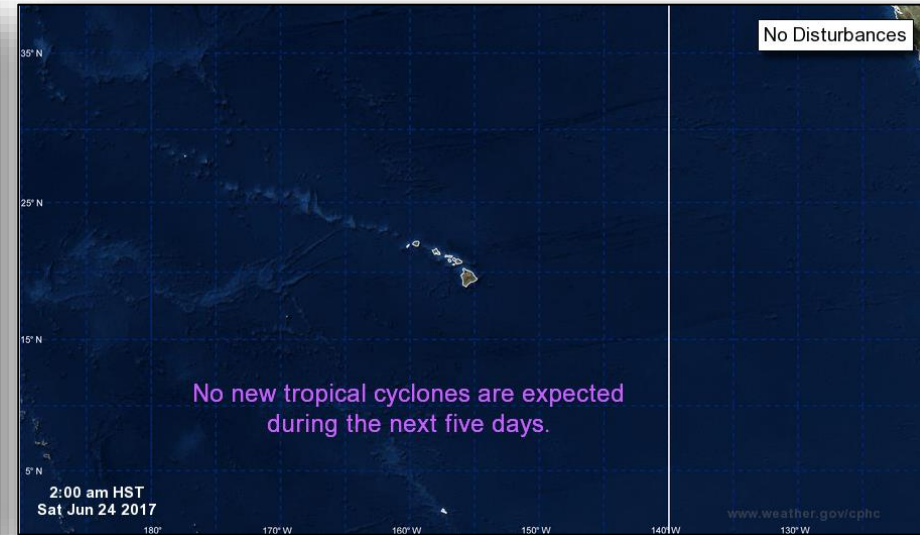 No Disturbances
35° N
25° N
15° N
No new tropical cyclones are expected
during the next five days.
5° N
2:00 am HST
Sat Jun 24 2017
www.weather.gov/cphc
180°
170° W
160° W
150° W
140° W
130° W